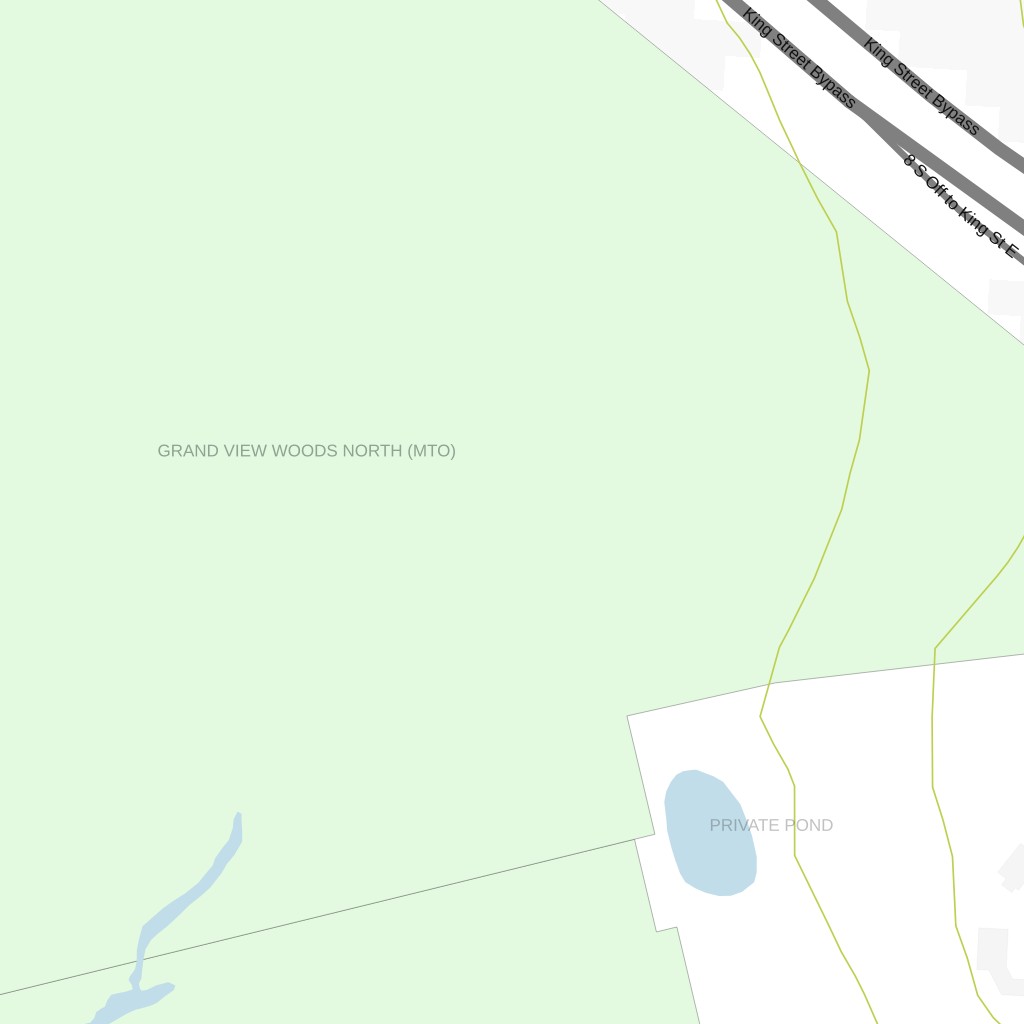 King Street Bypass
King Street Bypass
8 S Off to King St E
GRAND VIEW WOODS NORTH (MTO)
PRIVATE POND